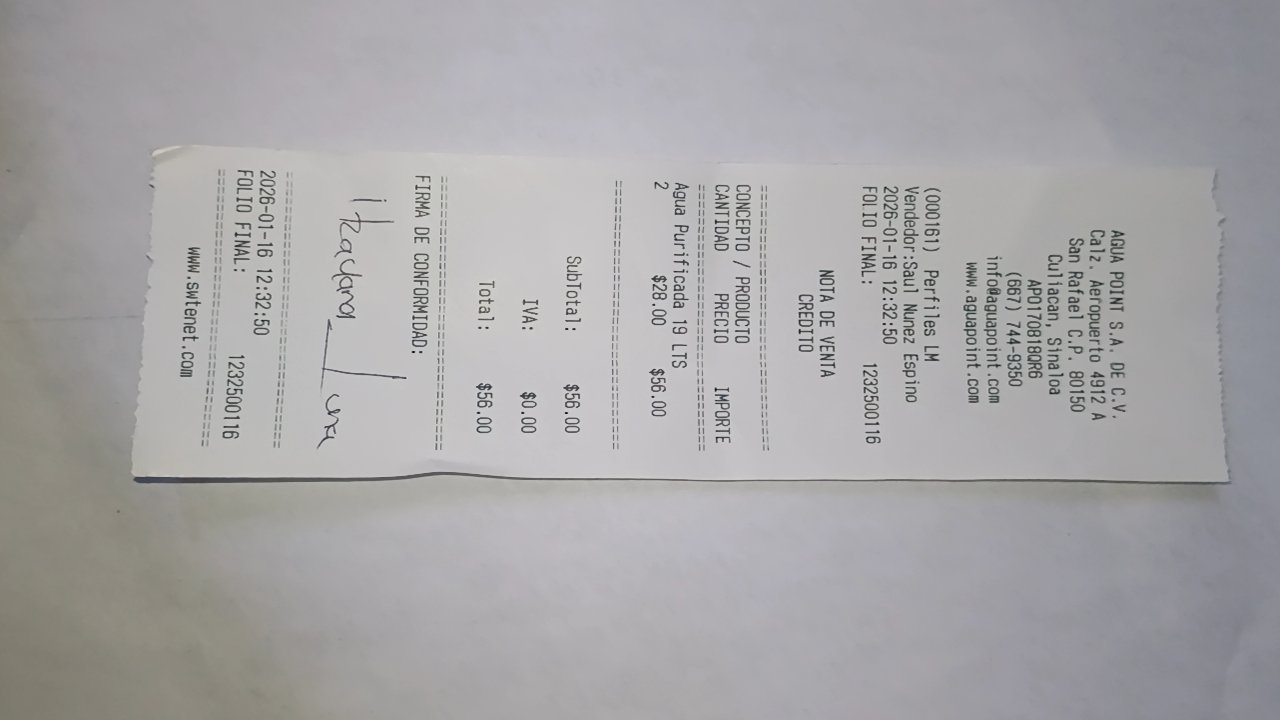 AGUA POINT S.A. DE C.V.
Calz. Aeropuerto 4912 A
San Rafael C.P. 80150
Culiacan, Sinaloa
APO170818QR6
(667) 744-9350
info@aguapoint.com
www.aguapoint.com
(000161) Perfiles LM
Vendedor:Saul Nunez Espino
2026-01-16 12:32:50
FOLIO FINAL: 1232500116
NOTA DE VENTA
CREDITO
==============================
CONCEPTO / PRODUCTO
CANTIDAD PRECIO IMPORTE
==============================
Agua Purificada 19 LTS
2 $28.00 $56.00
==============================
SubTotal: $56.00
IVA: $0.00
Total: $56.00
==============================
FIRMA DE CONFORMIDAD:
==============================
2026-01-16 12:32:50
FOLIO FINAL: 1232500116
==============================
www.swtenet.com